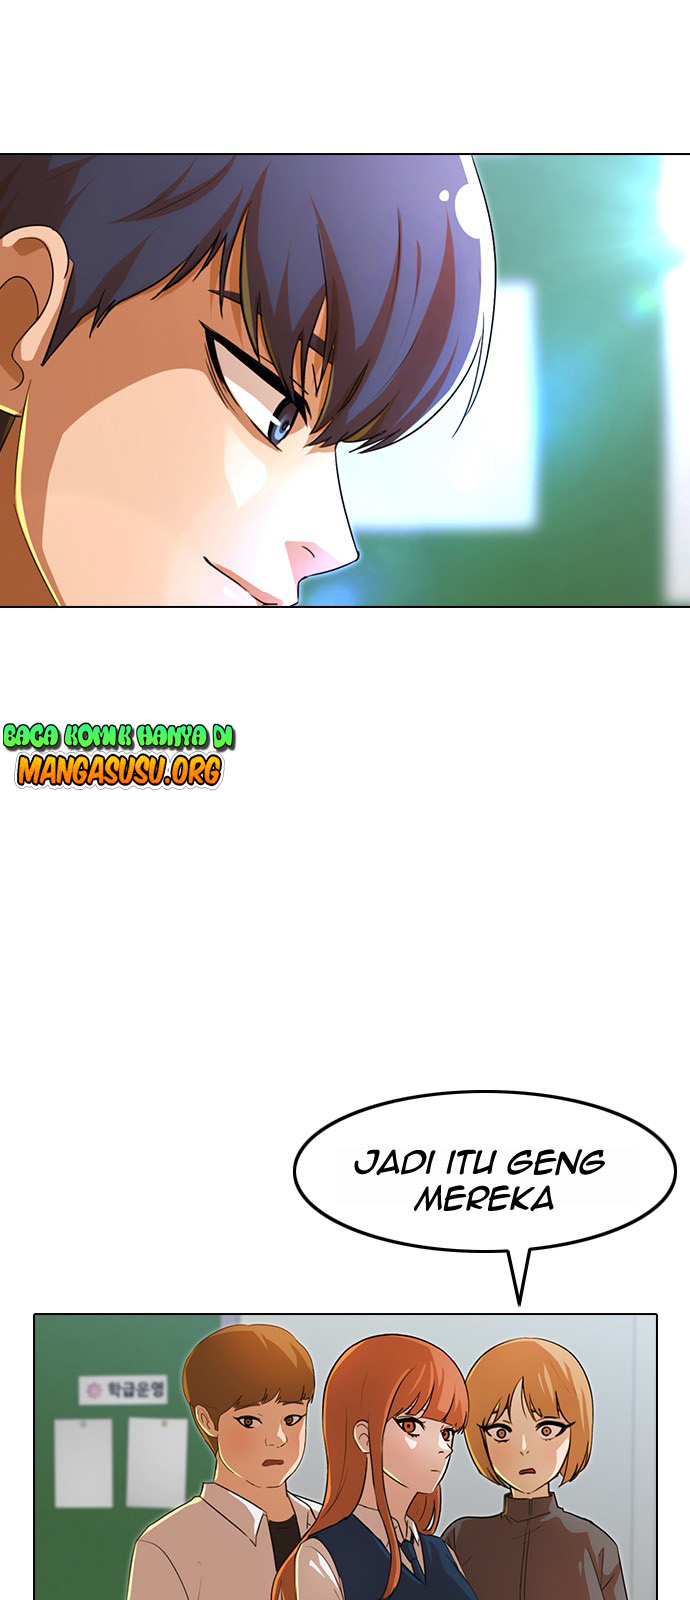 BACA KOMIK HANYA DI
MANGASUSU.ORG
JADI ITU GENG
MEREKA
학급운영